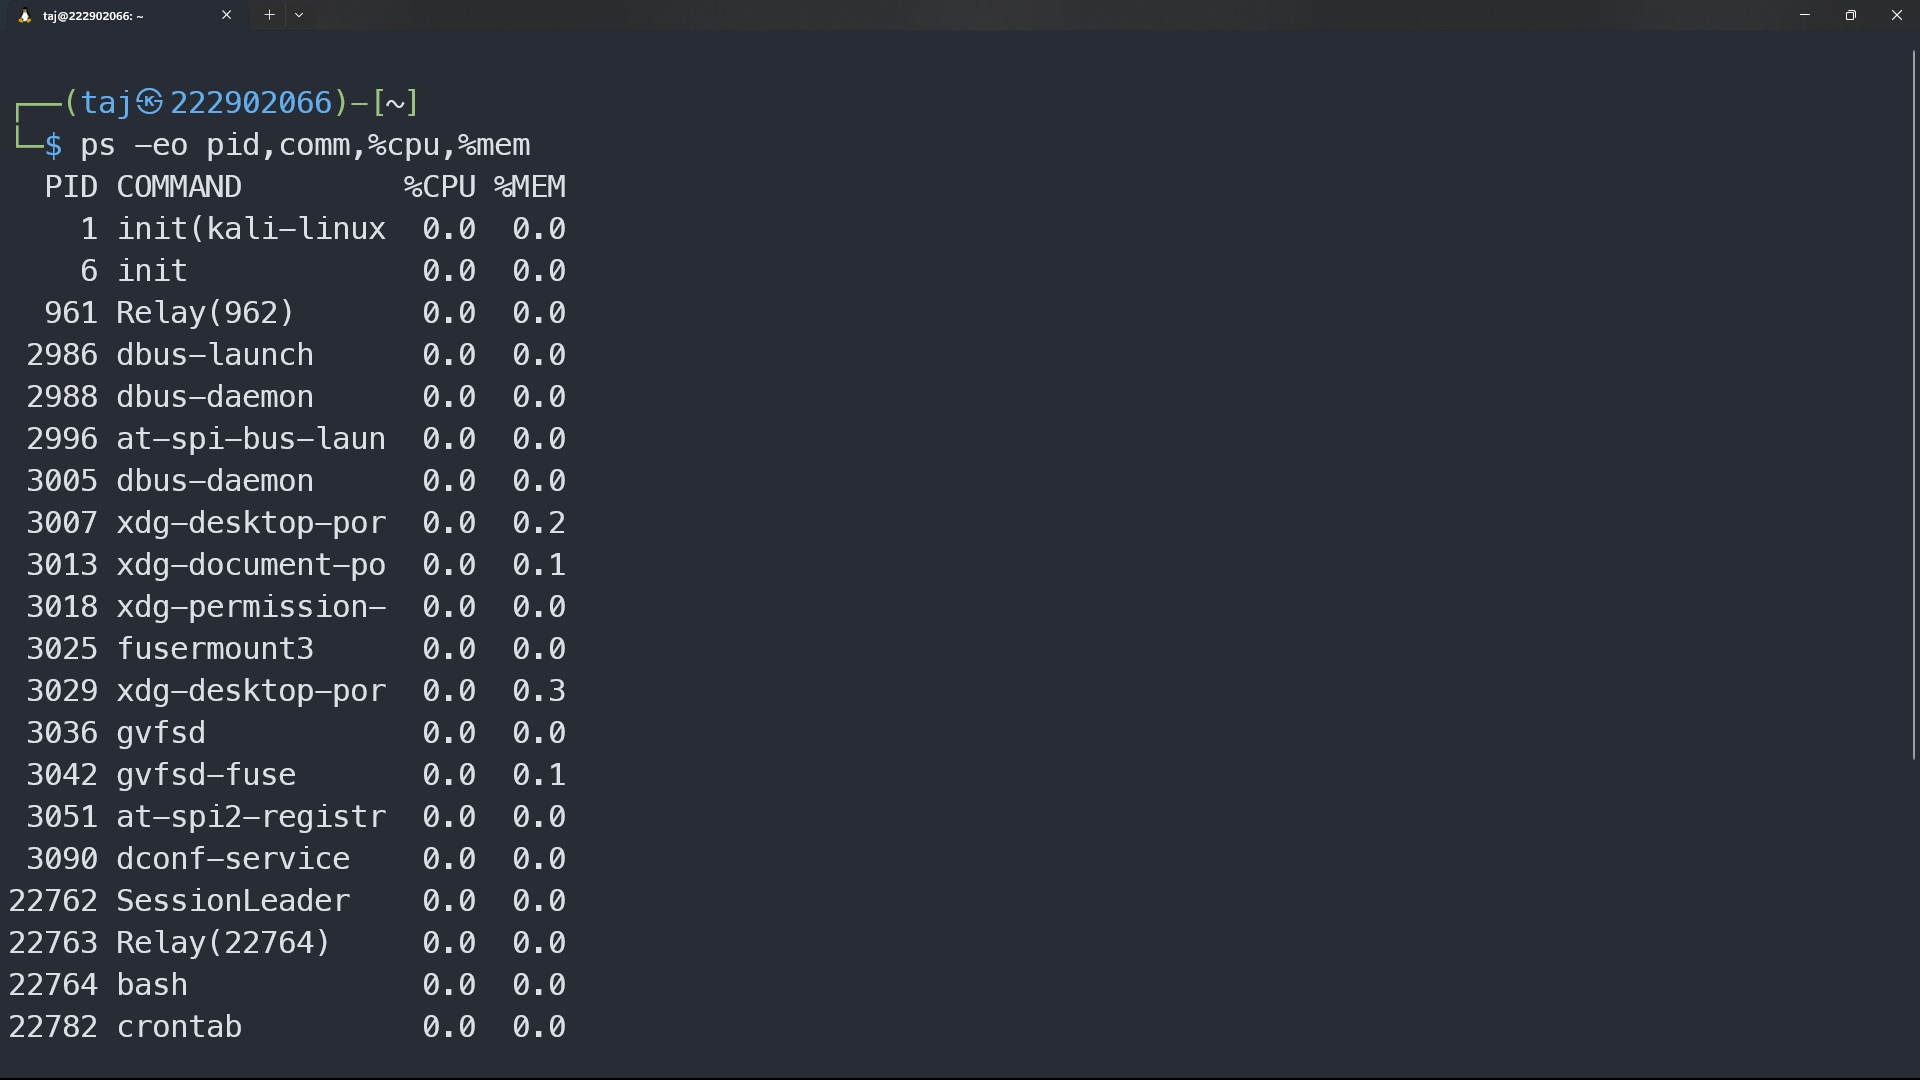 taj@222902066: ~
┌──(taj㉿222902066)-[~]
└─$ ps -eo pid,comm,%cpu,%mem
    PID COMMAND         %CPU %MEM
      1 init(kali-linux  0.0  0.0
      6 init             0.0  0.0
    961 Relay(962)       0.0  0.0
   2986 dbus-launch      0.0  0.0
   2988 dbus-daemon      0.0  0.0
   2996 at-spi-bus-laun  0.0  0.0
   3005 dbus-daemon      0.0  0.0
   3007 xdg-desktop-por  0.0  0.2
   3013 xdg-document-po  0.0  0.1
   3018 xdg-permission-  0.0  0.0
   3025 fusermount3      0.0  0.0
   3029 xdg-desktop-por  0.0  0.3
   3036 gvfsd            0.0  0.0
   3042 gvfsd-fuse       0.0  0.1
   3051 at-spi2-registr  0.0  0.0
   3090 dconf-service    0.0  0.0
  22762 SessionLeader    0.0  0.0
  22763 Relay(22764)     0.0  0.0
  22764 bash             0.0  0.0
  22782 crontab          0.0  0.0